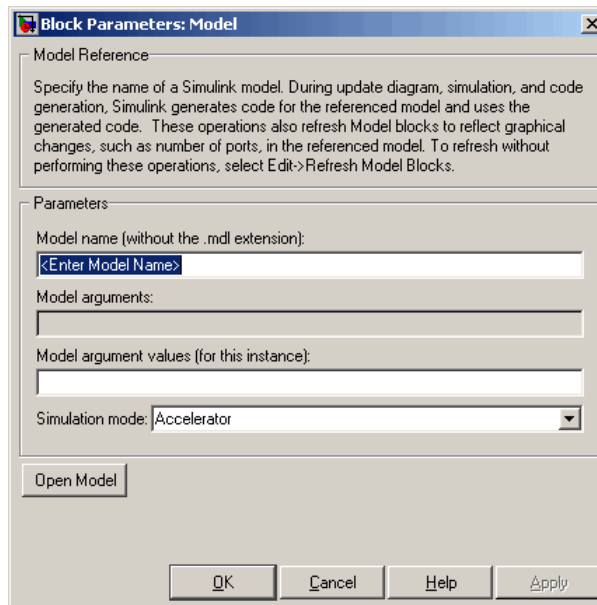 Block Parameters: Model
Model Reference
Specify the name of a Simulink model. During update diagram, simulation, and code
generation, Simulink generates code for the referenced model and uses the
generated code.  These operations also refresh Model blocks to reflect graphical
changes, such as number of ports, in the referenced model. To refresh without
performing these operations, select Edit->Refresh Model Blocks.
Parameters
Model name (without the .mdl extension):
<Enter Model Name>
Model arguments:
Model argument values (for this instance):
Simulation mode: Accelerator
Open Model
OK Cancel Help Apply